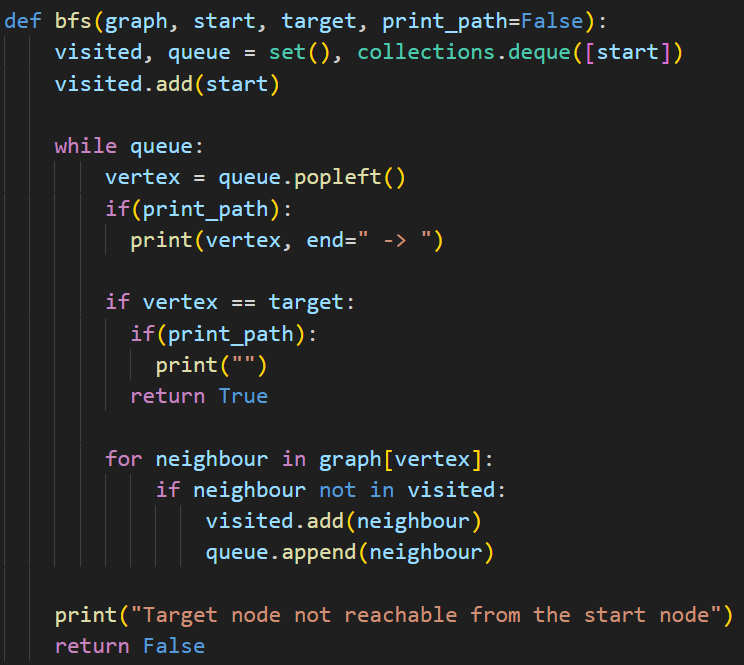 def bfs(graph, start, target, print_path=False):
    visited, queue = set(), collections.deque([start])
    visited.add(start)

    while queue:
        vertex = queue.popleft()
        if(print_path):
          print(vertex, end=" -> ")

        if vertex == target:
          if(print_path):
            print("")
          return True

        for neighbour in graph[vertex]:
            if neighbour not in visited:
                visited.add(neighbour)
                queue.append(neighbour)

    print("Target node not reachable from the start node")
    return False